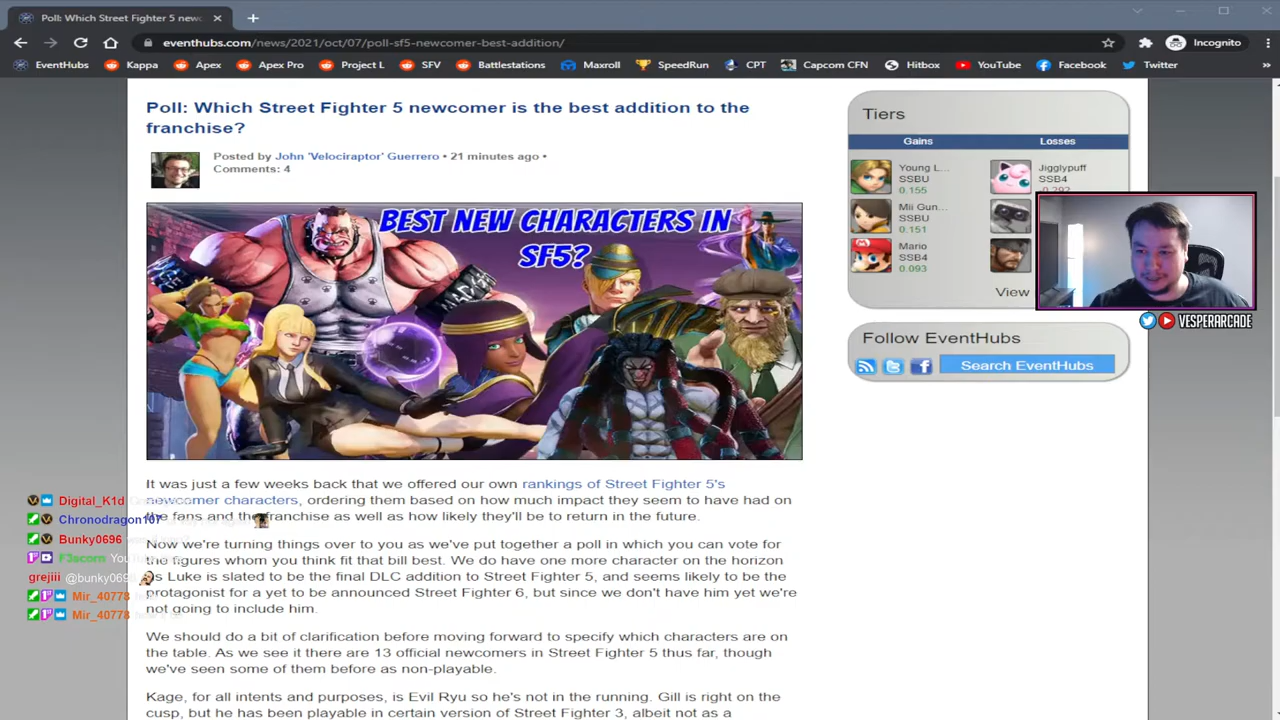 Poll: Which Street Fighter 5 newc
eventhubs.com/news/2021/oct/07/poll-sf5-newcomer-best-addition/
Incognito
EventHubs
Kappa
Apex
Apex Pro
Project L
SFV
Battlestations
Maxroll
SpeedRun
CPT
Capcom CFN
Hitbox
YouTube
Facebook
Twitter
Poll: Which Street Fighter 5 newcomer is the best addition to the
franchise?
Posted by John 'Velociraptor' Guerrero • 21 minutes ago •
Comments: 4
BEST NEW CHARACTERS IN
SF5?
It was just a few weeks back that we offered our own rankings of Street Fighter 5's
newcomer characters, ordering them based on how much impact they seem to have had on
the fans and the franchise as well as how likely they'll be to return in the future.
Now we're turning things over to you as we've put together a poll in which you can vote for
the figures whom you think fit that bill best. We do have one more character on the horizon
as Luke is slated to be the final DLC addition to Street Fighter 5, and seems likely to be the
protagonist for a yet to be announced Street Fighter 6, but since we don't have him yet we're
not going to include him.
We should do a bit of clarification before moving forward to specify which characters are on
the table. As we see it there are 13 official newcomers in Street Fighter 5 thus far, though
we've seen some of them before as non-playable.
Kage, for all intents and purposes, is Evil Ryu so he's not in the running. Gill is right on the
cusp, but he has been playable in certain version of Street Fighter 3, albeit not as a
Digital_K1d
Chronodragon107
Bunky0696
F3acorn
grejiii @bunky0696
Mir_40778
Mir_40778
Tiers
Gains
Losses
Young L...
SSBU
0.155
Jigglypuff
SSB4
-0.292
Mii Gun...
SSBU
0.151
Mario
SSB4
0.093
View
VESPERARCADE
Follow EventHubs
Search EventHubs